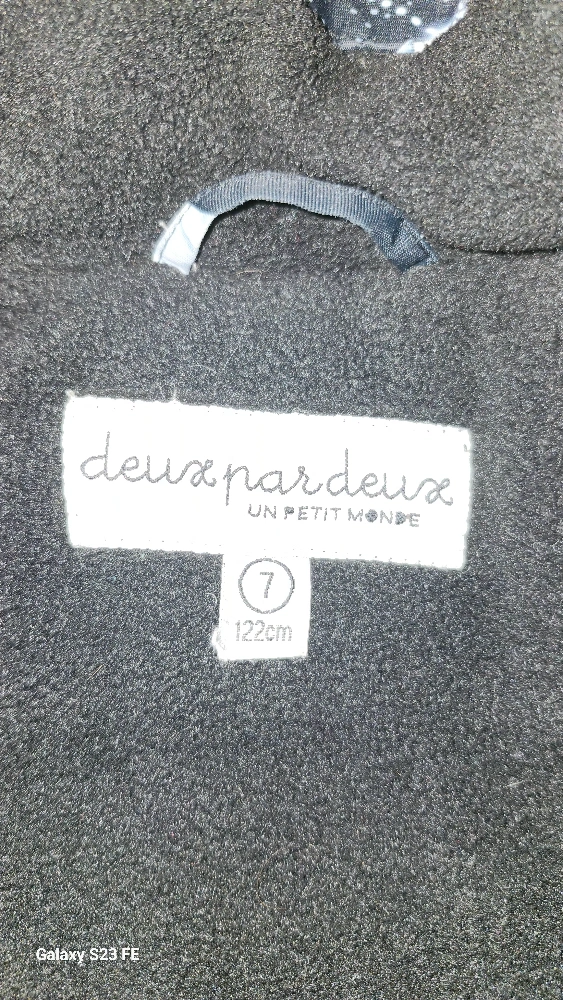 deuxpardeux
UN PETIT MONDE
7
122cm
Galaxy S23 FE